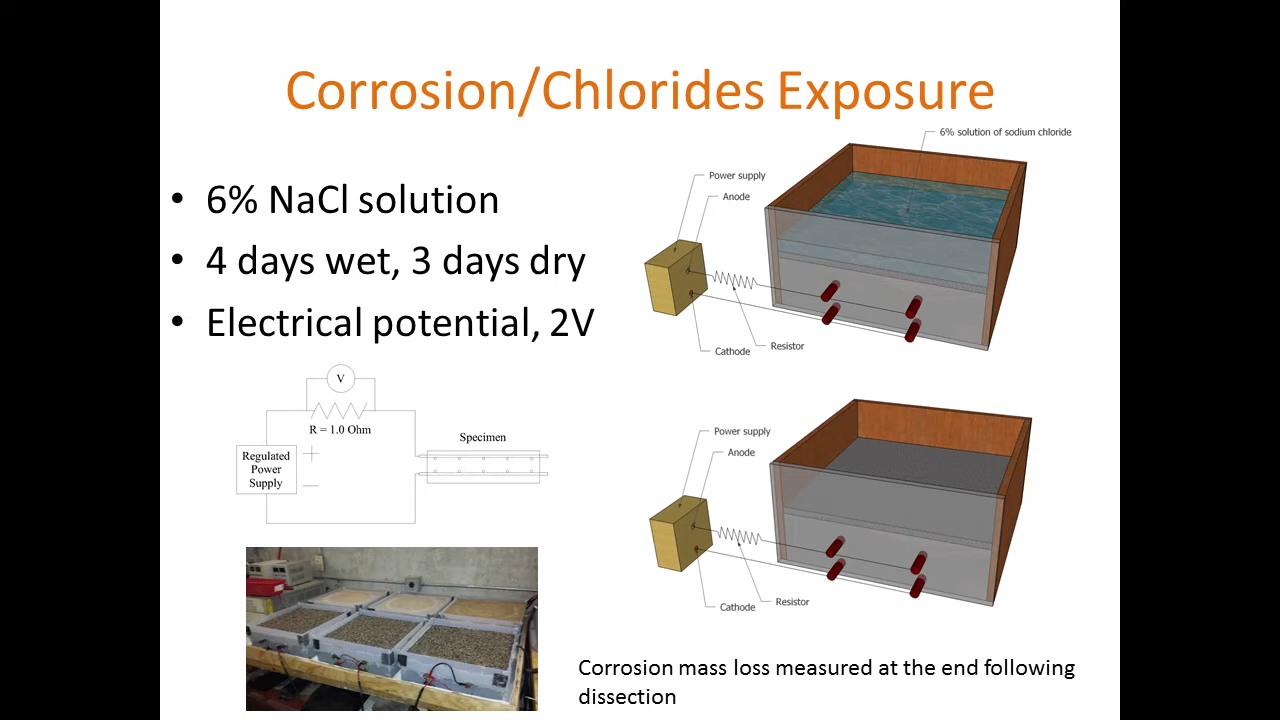 Corrosion/Chlorides Exposure
• 6% NaCl solution
• 4 days wet, 3 days dry
• Electrical potential, 2V
6% solution of sodium chloride
Power supply
Anode
Cathode
Resistor
V
R = 1.0 Ohm
Regulated
Power
Supply
+
—
Specimen
Power supply
Anode
Cathode
Resistor
Corrosion mass loss measured at the end following
dissection